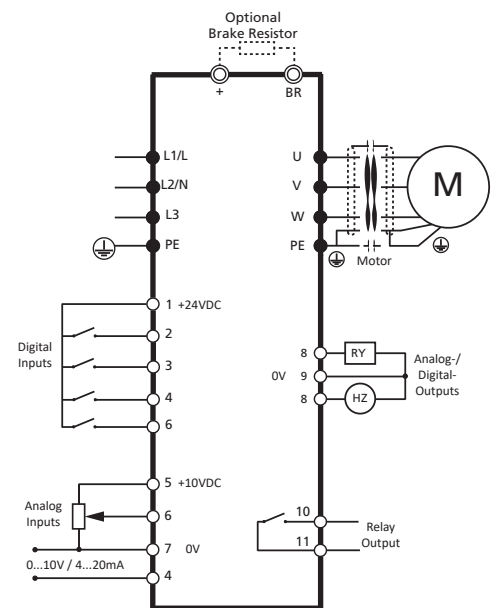 Optional
Brake Resistor
+
BR
L1/L
L2/N
L3
PE
U
V
W
PE
M
Motor
1 +24VDC
2
3
4
6
Digital
Inputs
8
RY
0V 9
8
HZ
Analog-/
Digital-
Outputs
5 +10VDC
6
7 0V
4
Analog
Inputs
0...10V / 4...20mA
10
11
Relay
Output